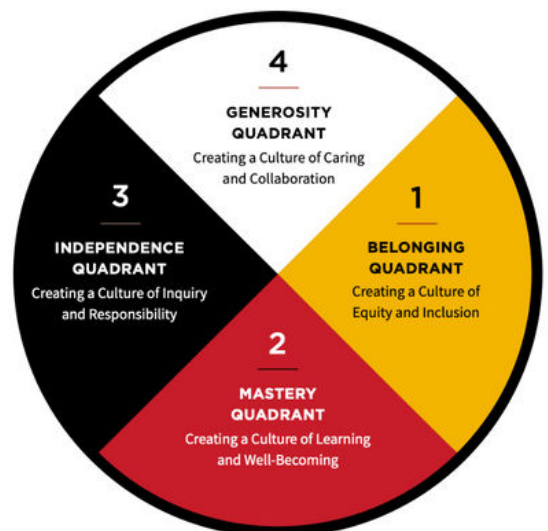 4
GENEROSITY
QUADRANT
Creating a Culture of Caring
and Collaboration
3
INDEPENDENCE
QUADRANT
Creating a Culture of Inquiry
and Responsibility
1
BELONGING
QUADRANT
Creating a Culture of
Equity and Inclusion
2
MASTERY
QUADRANT
Creating a Culture of Learning
and Well-Becoming